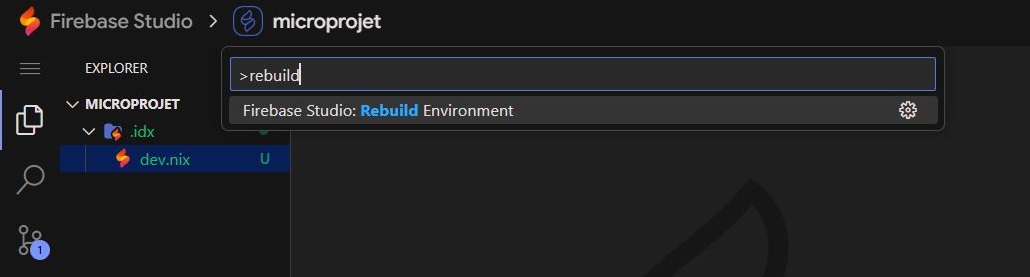 Firebase Studio > microprojet
EXPLORER
>rebuild
Firebase Studio: Rebuild Environment
MICROPROJET
.idx
dev.nix U
1